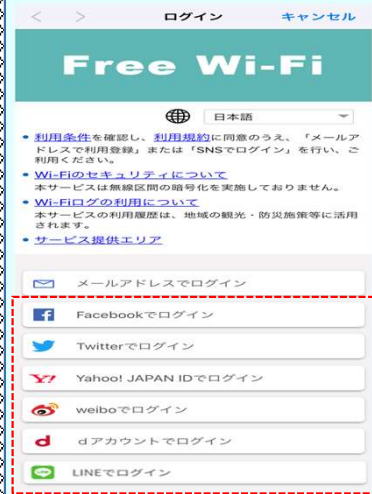 ログイン
キャンセル
Free Wi-Fi
日本語
利用条件を確認し、利用規約に同意のうえ、「メールア
ドレスで利用登録」または「SNSでログイン」を行い、ご
利用ください。
Wi-Fiのセキュリティについて
本サービスは無線区間の暗号化を実施しておりません。
Wi-Fiログの利用について
本サービスの利用履歴は、地域の観光・防災施策等に活用
されます。
サービス提供エリア
メールアドレスでログイン
Facebookでログイン
Twitterでログイン
Yahoo! JAPAN IDでログイン
weiboでログイン
dアカウントでログイン
LINEでログイン